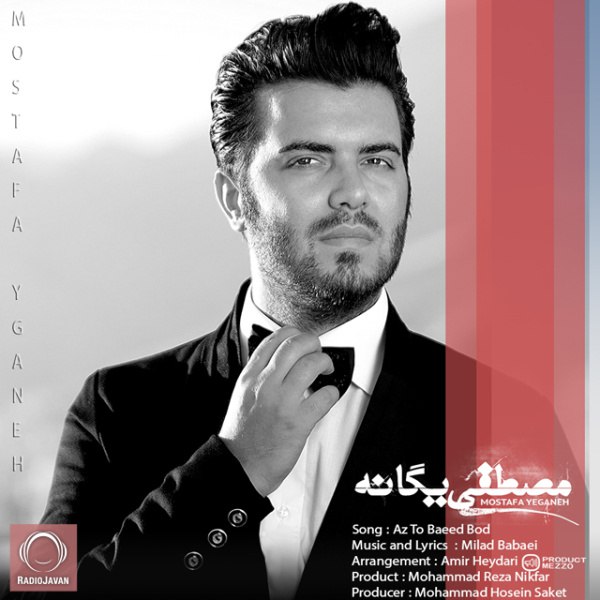 MOSTAFA YGANEH
مصطفی یگانه
MOSTAFA YEGANEH
Song : Az To Baeed Bod
Music and Lyrics : Milad Babaei
Arrangement : Amir Heydari
PRODUCT
MEZZO
Product : Mohammad Reza Nikfar
Producer : Mohammad Hosein Saket
RADIOJAVAN